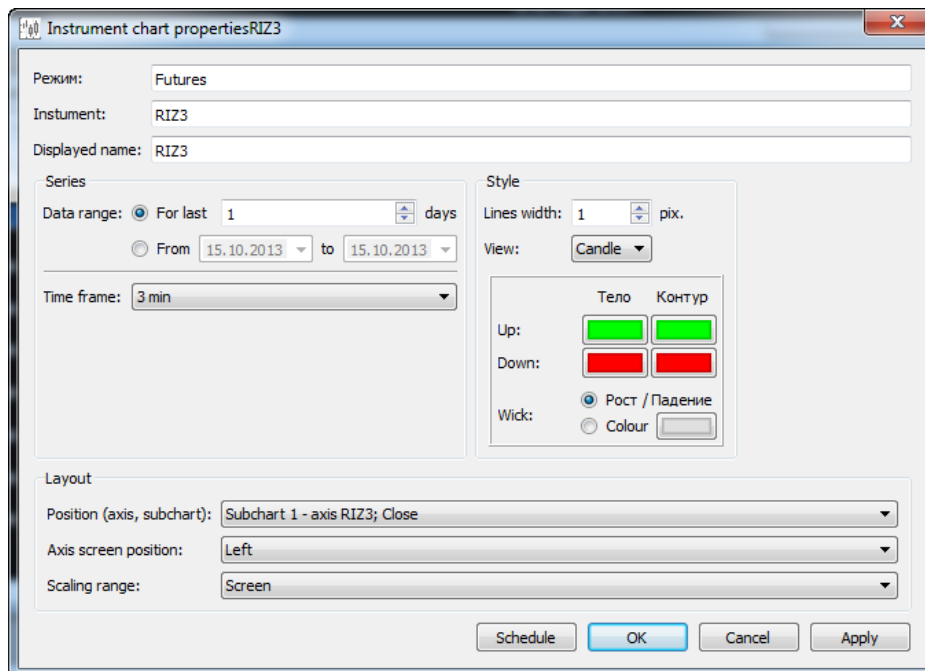 Instrument chart propertiesRIZ3
Режим: Futures
Instument: RIZ3
Displayed name: RIZ3
Series
Data range: For last 1 days
From 15.10.2013 to 15.10.2013
Time frame: 3 min
Style
Lines width: 1 pix.
View: Candle
Тело Контур
Up:
Down:
Wick: Рост / Падение
Colour
Layout
Position (axis, subchart): Subchart 1 - axis RIZ3; Close
Axis screen position: Left
Scaling range: Screen
Schedule OK Cancel Apply